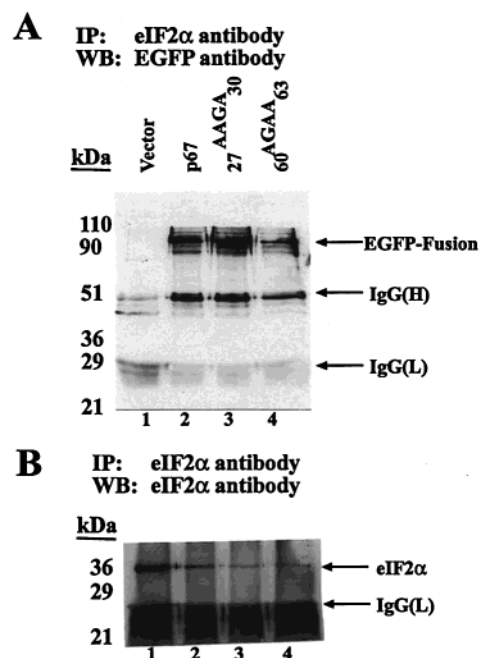 A
IP: eIF2α antibody
WB: EGFP antibody
kDa
Vector
p67
27AAGA30
60AGAA63
110
90
51
36
29
21
EGFP-Fusion
IgG(H)
IgG(L)
1 2 3 4
B
IP: eIF2α antibody
WB: eIF2α antibody
kDa
36
29
21
eIF2α
IgG(L)
1 2 3 4